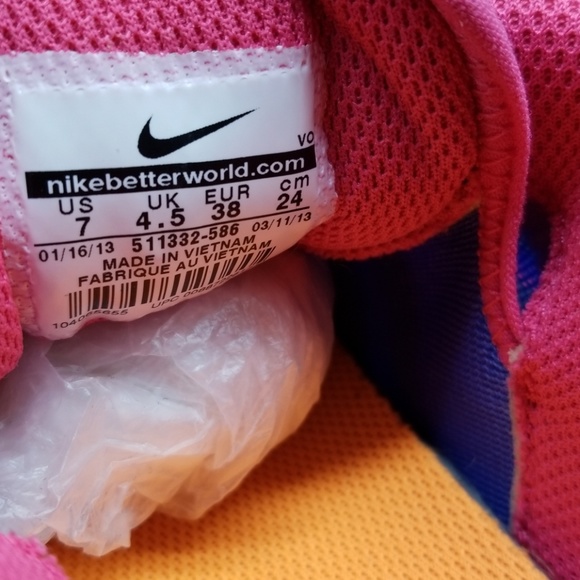 VO
nikebetterworld.com
US UK EUR cm
7 4.5 38 24
01/16/13 511332-586 03/11/13
MADE IN VIETNAM
FABRIQUE AU VIETNAM
UPC